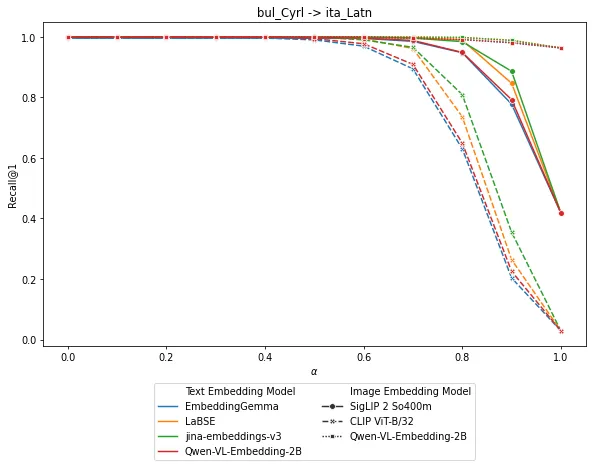 bul_Cyrl -> ita_Latn
1.0
0.8
0.6
0.4
0.2
0.0
Recall@1
0.0 0.2 0.4 0.6 0.8 1.0
α
Text Embedding Model
EmbeddingGemma
LaBSE
jina-embeddings-v3
Qwen-VL-Embedding-2B
Image Embedding Model
SigLIP 2 So400m
CLIP ViT-B/32
Qwen-VL-Embedding-2B